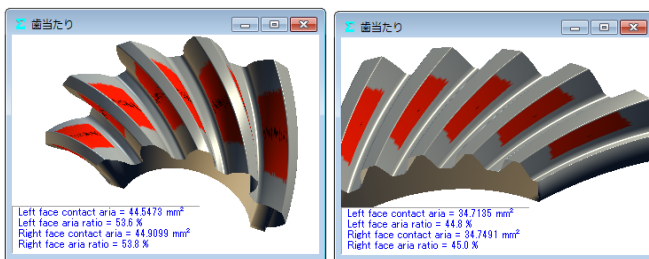 歯当たり
Left face contact aria = 44.5473 mm²
Left face aria ratio = 53.6 %
Right face contact aria = 44.9099 mm²
Right face aria ratio = 53.8 %
歯当たり
Left face contact aria = 34.7135 mm²
Left face aria ratio = 44.8 %
Right face contact aria = 34.7491 mm²
Right face aria ratio = 45.0 %